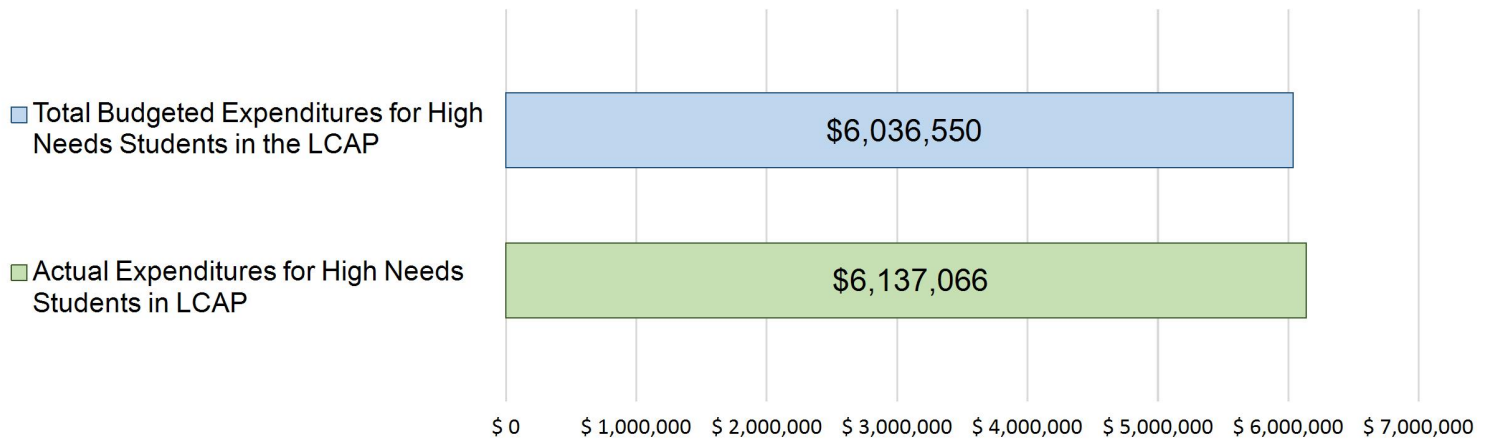 Total Budgeted Expenditures for High
Needs Students in the LCAP
$6,036,550
Actual Expenditures for High Needs
Students in LCAP
$6,137,066
$ 0 $ 1,000,000 $ 2,000,000 $ 3,000,000 $ 4,000,000 $ 5,000,000 $ 6,000,000 $ 7,000,000